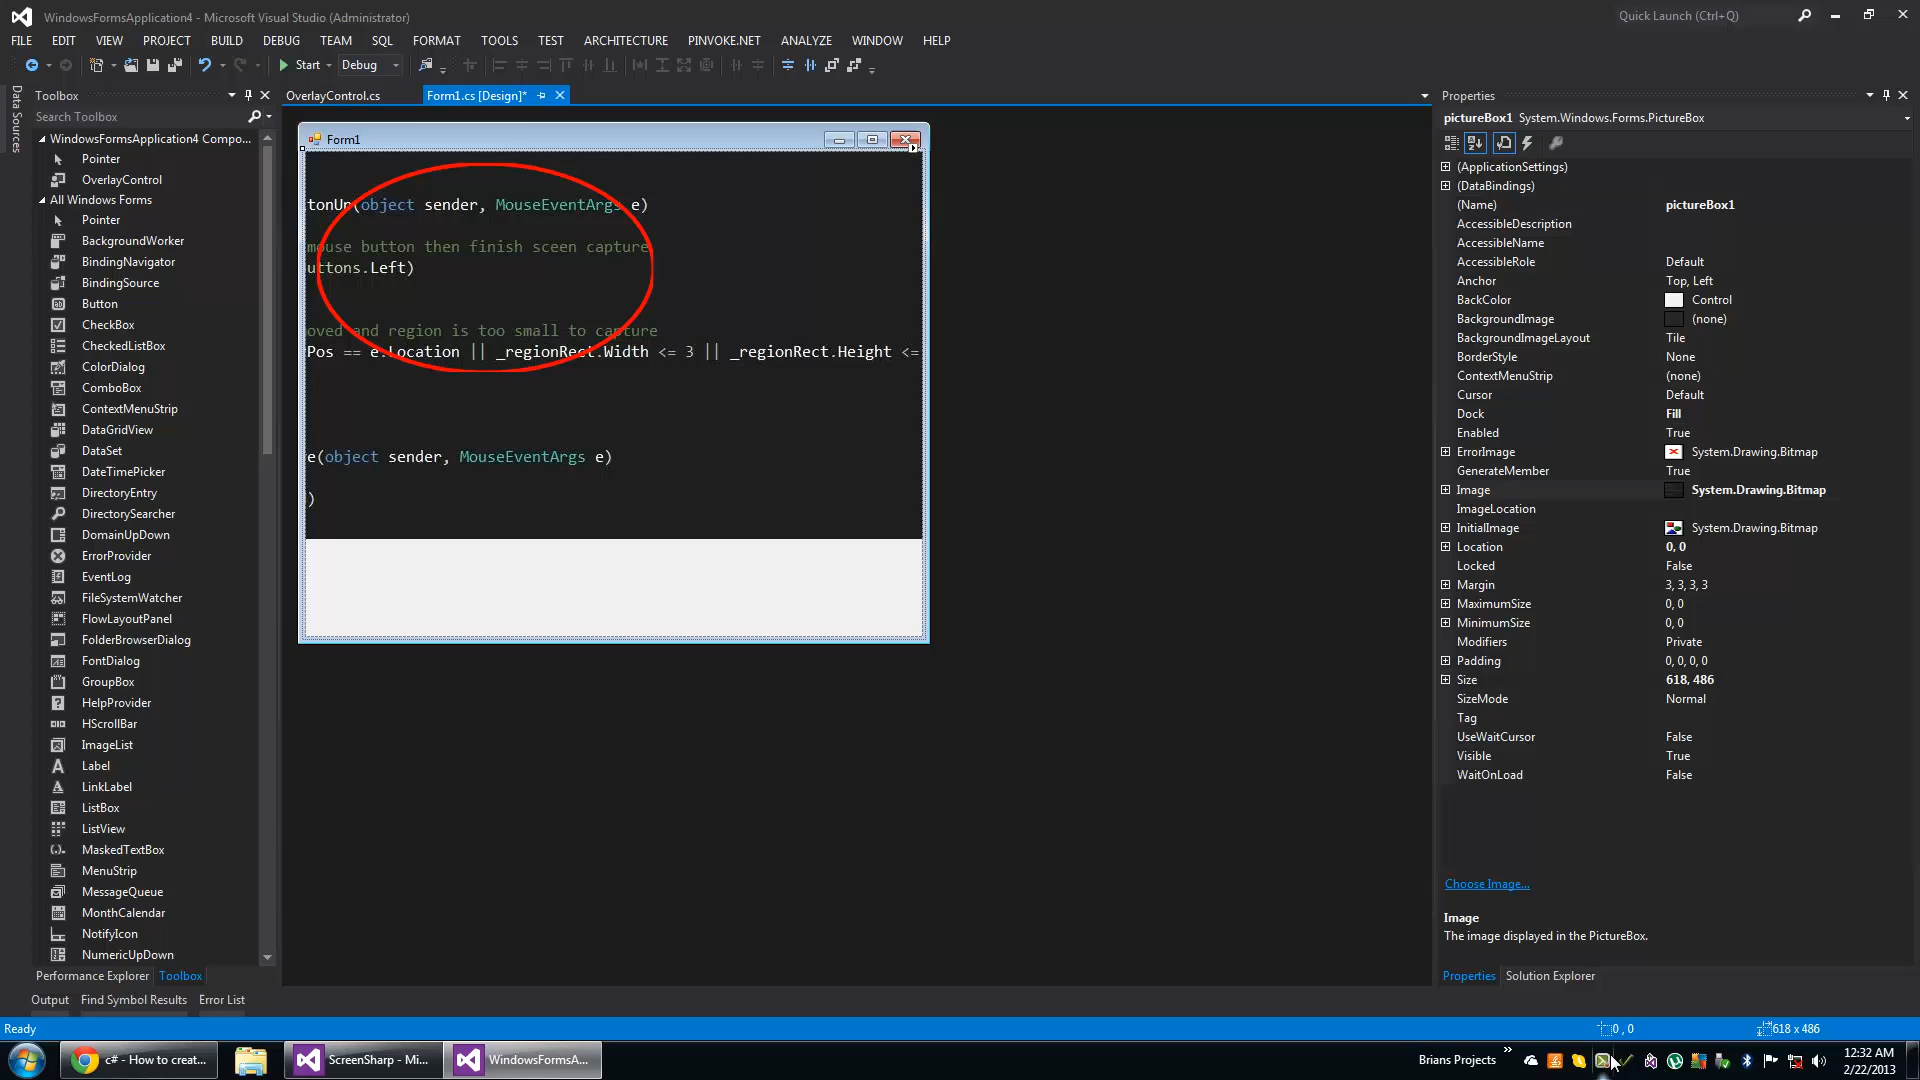 WindowsFormsApplication4 - Microsoft Visual Studio (Administrator)
Quick Launch (Ctrl+Q)
FILE EDIT VIEW PROJECT BUILD DEBUG TEAM SQL FORMAT TOOLS TEST ARCHITECTURE PINVOKE.NET ANALYZE WINDOW HELP
Start Debug
Data Sources
Toolbox
Search Toolbox
WindowsFormsApplication4 Compo...
Pointer
OverlayControl
All Windows Forms
Pointer
BackgroundWorker
BindingNavigator
BindingSource
Button
CheckBox
CheckedListBox
ColorDialog
ComboBox
ContextMenuStrip
DataGridView
DataSet
DateTimePicker
DirectoryEntry
DirectorySearcher
DomainUpDown
ErrorProvider
EventLog
FileSystemWatcher
FlowLayoutPanel
FolderBrowserDialog
FontDialog
GroupBox
HelpProvider
HScrollBar
ImageList
Label
LinkLabel
ListBox
ListView
MaskedTextBox
MenuStrip
MessageQueue
MonthCalendar
NotifyIcon
NumericUpDown
Performance Explorer Toolbox
OverlayControl.cs Form1.cs [Design]*
Form1
tonUp(object sender, MouseEventArgs e)
mouse button then finish sceen capture
uttons.Left)
oved and region is too small to capture
Pos == e.Location || _regionRect.Width <= 3 || _regionRect.Height <=
e(object sender, MouseEventArgs e)
)
Properties
pictureBox1 System.Windows.Forms.PictureBox
(ApplicationSettings)
(DataBindings)
(Name) pictureBox1
AccessibleDescription
AccessibleName
AccessibleRole Default
Anchor Top, Left
BackColor Control
BackgroundImage (none)
BackgroundImageLayout Tile
BorderStyle None
ContextMenuStrip (none)
Cursor Default
Dock Fill
Enabled True
ErrorImage System.Drawing.Bitmap
GenerateMember True
Image System.Drawing.Bitmap
ImageLocation
InitialImage System.Drawing.Bitmap
Location 0, 0
Locked False
Margin 3, 3, 3, 3
MaximumSize 0, 0
MinimumSize 0, 0
Modifiers Private
Padding 0, 0, 0, 0
Size 618, 486
SizeMode Normal
Tag
UseWaitCursor False
Visible True
WaitOnLoad False
Choose Image...
Image
The image displayed in the PictureBox.
Properties Solution Explorer
Output Find Symbol Results Error List
Ready 0 , 0 618 x 486
c# - How to creat... ScreenSharp - Mi... WindowsFormsA... Brians Projects
12:32 AM
2/22/2013